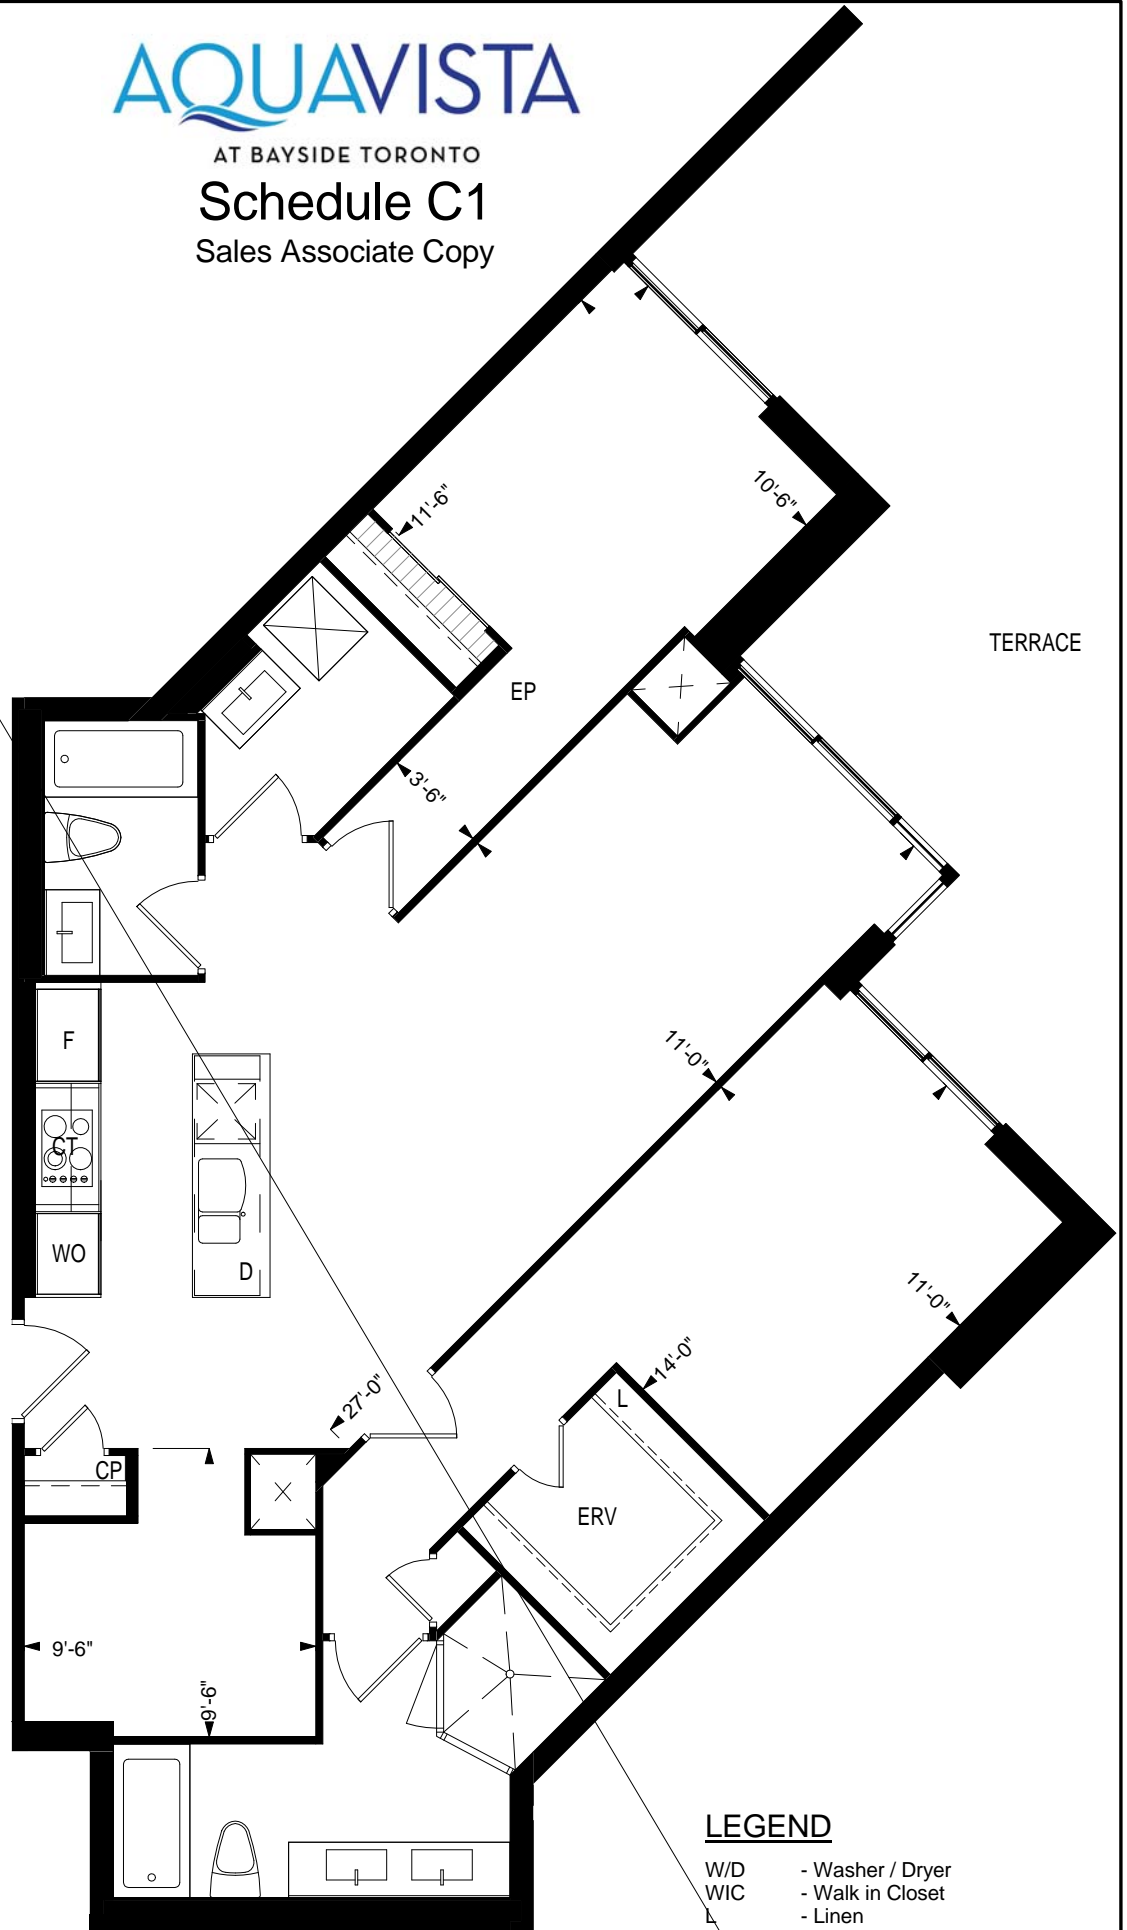 AQUAVISTA
AT BAYSIDE TORONTO
Schedule C1
Sales Associate Copy
10'-6"
11'-6"
TERRACE
EP
3'-6"
F
11'-0"
CT
WO
D
11'-0"
14'-0"
27'-0"
L
CP
ERV
9'-6"
9'-6"
LEGEND
W/D - Washer / Dryer
WIC - Walk in Closet
L - Linen